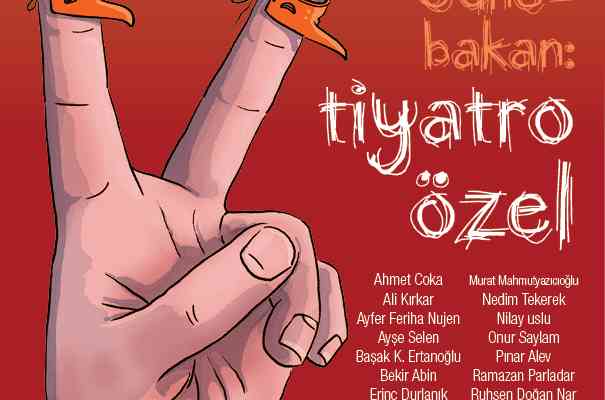 bakan:
tiyatro
özel
Ahmet Coka
Ali Kırkar
Ayfer Feriha Nujen
Ayşe Selen
Başak K. Ertanoğlu
Bekir Abin
Erinç Durlanık
Murat Mahmutyazıcıoğlu
Nedim Tekerek
Nilay uslu
Onur Saylam
Pınar Alev
Ramazan Parladar
Ruhsen Doğan Nar